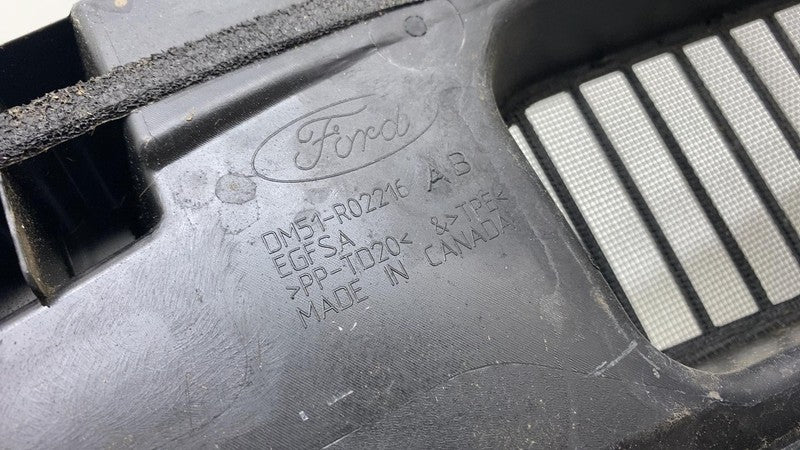 Ford
DM51-R02216 AB
EGFSA
>PP-TD20< &>TPE<
MADE IN CANADA